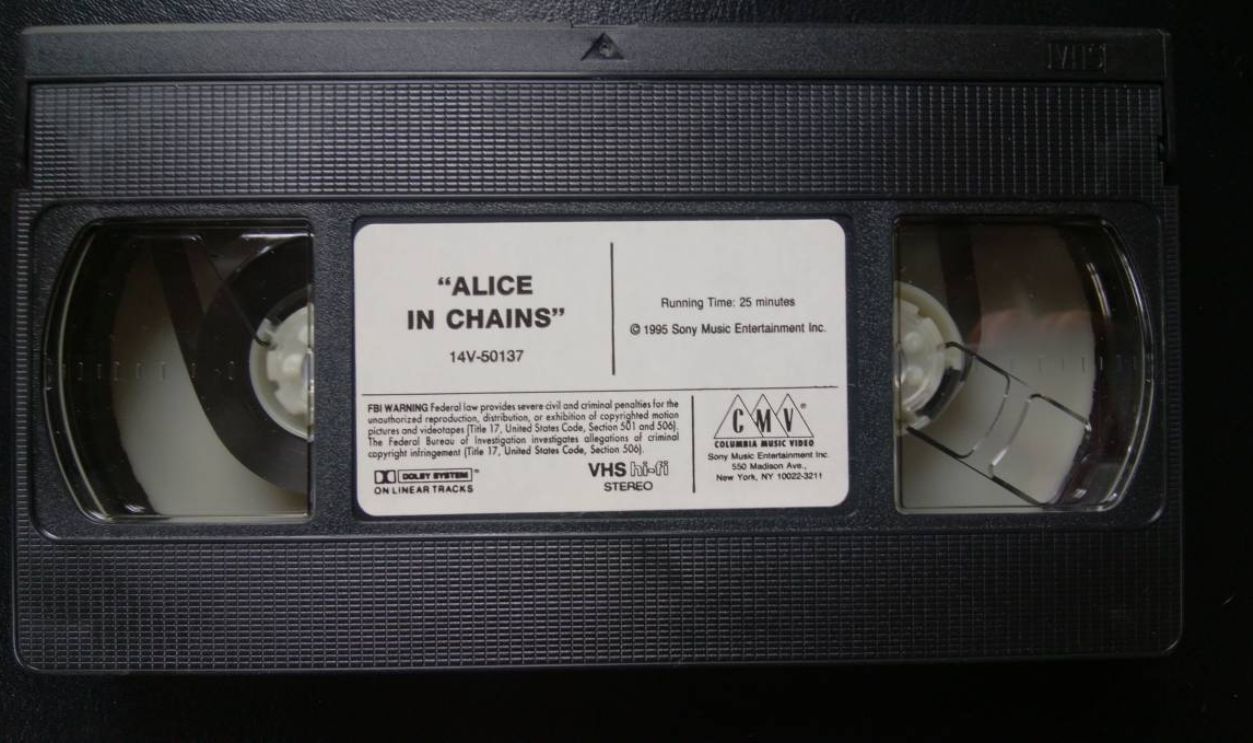 VHS
“ALICE
IN CHAINS”
14V-50137
Running Time: 25 minutes
© 1995 Sony Music Entertainment Inc.
FBI WARNING Federal law provides severe civil and criminal penalties for the
unauthorized reproduction, distribution, or exhibition of copyrighted motion
pictures and videotapes (Title 17, United States Code, Section 501 and 506).
The Federal Bureau of Investigation investigates allegations of criminal
copyright infringement (Title 17, United States Code, Section 506).
DOLBY SYSTEM™
ON LINEAR TRACKS
VHS hi-fi
STEREO
CMV®
COLUMBIA MUSIC VIDEO
Sony Music Entertainment Inc.
550 Madison Ave.,
New York, NY 10022-3211